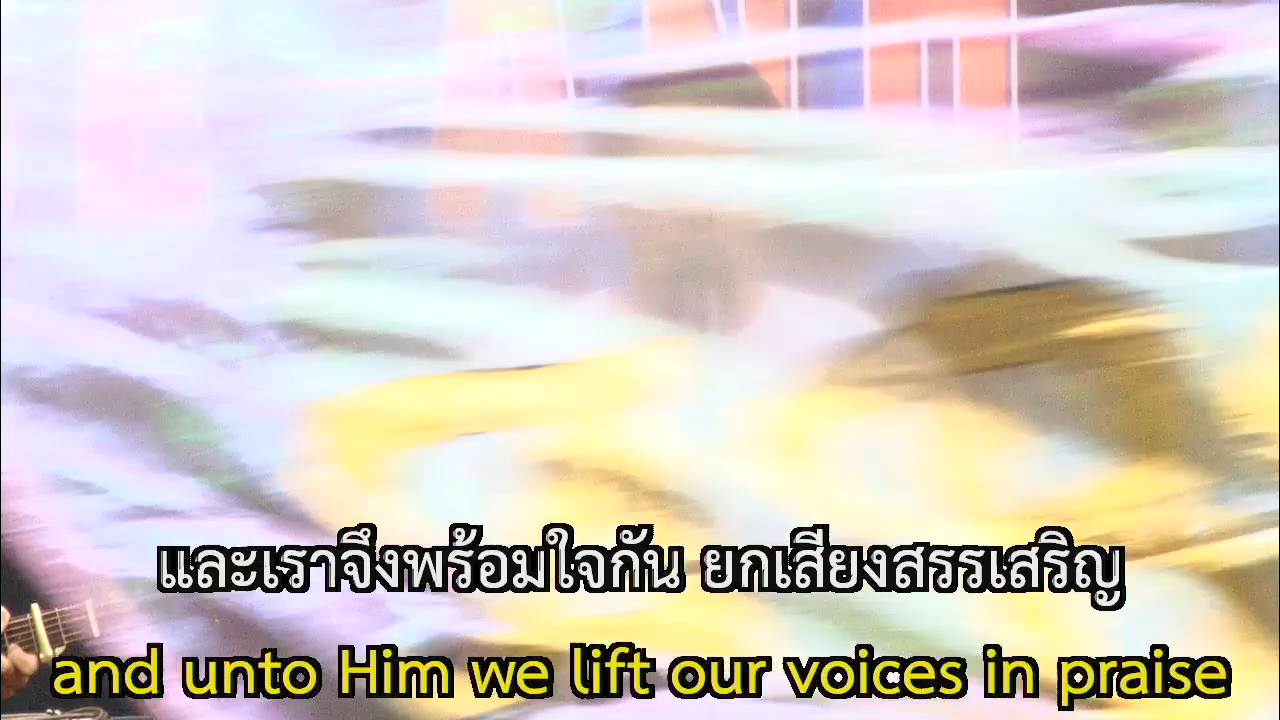 และเราจึงพร้อมใจกัน ยกเสียงสรรเสริญ
and unto Him we lift our voices in praise